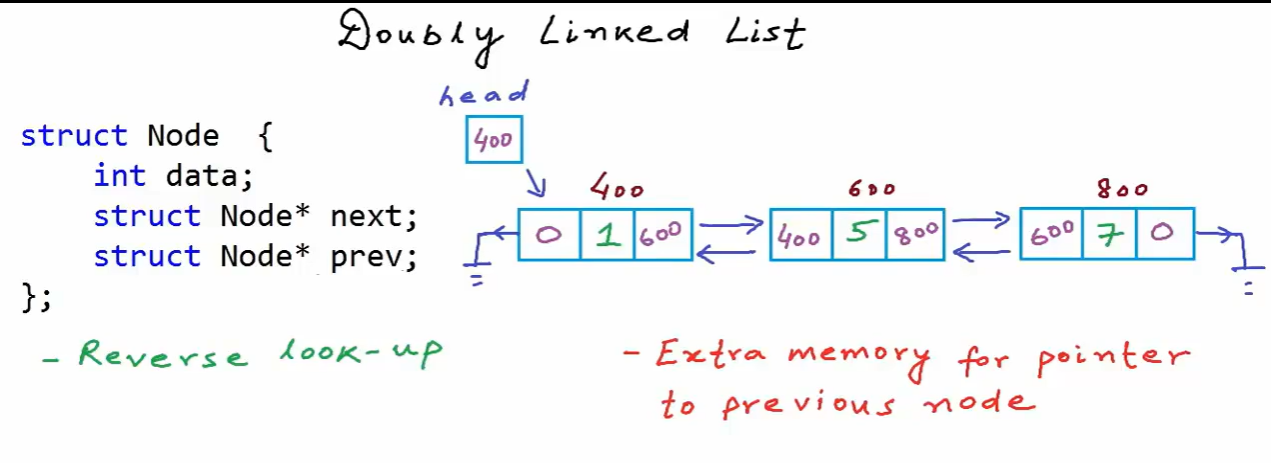 Doubly Linked List
head
400
struct Node {
int data;
struct Node* next;
struct Node* prev;
};
400 600 800
0 1 600 400 5 800 600 7 0
- Reverse look-up
- Extra memory for pointer
to previous node